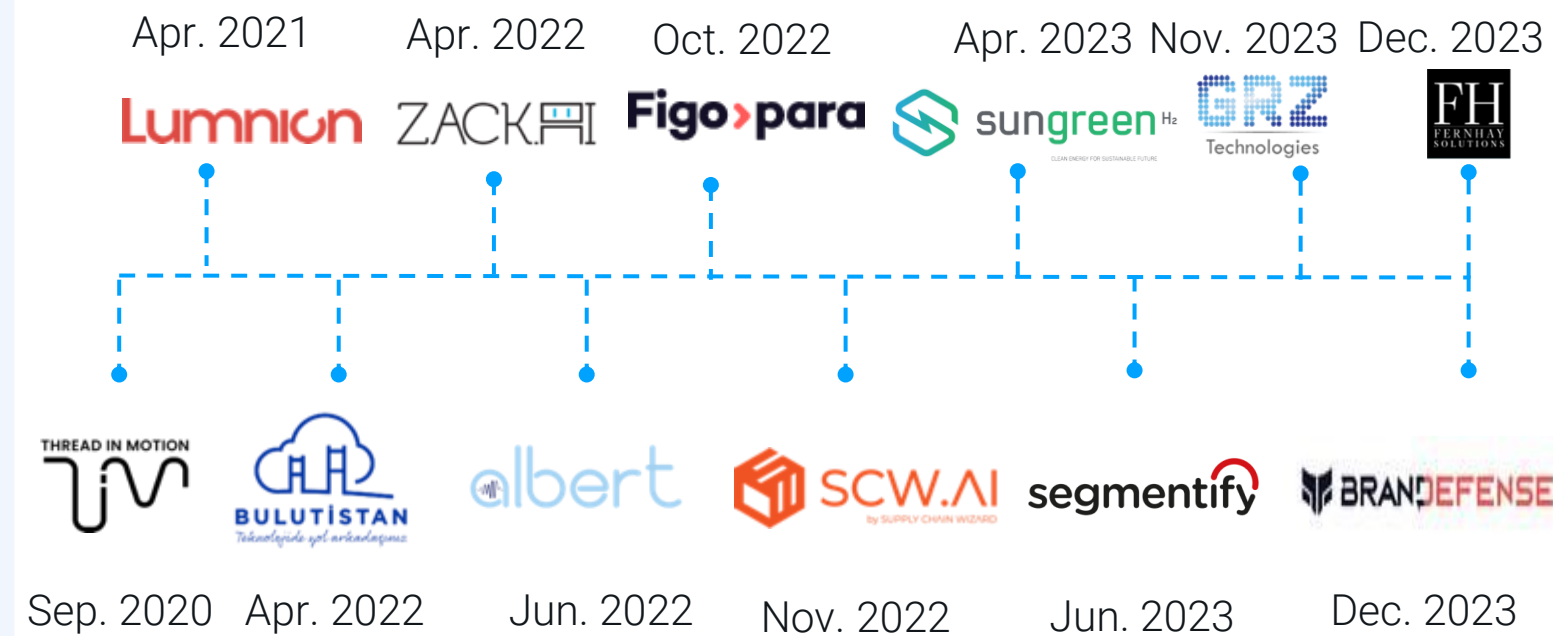 Apr. 2021 Apr. 2022 Oct. 2022 Apr. 2023 Nov. 2023 Dec. 2023
Lumnion ZACK.AI Figopara sungreen H₂ GRZ FH
Technologies FERNHAY
SOLUTIONS
CLEAN ENERGY FOR SUSTAINABLE FUTURE
THREAD IN MOTION
TiM BULUTİSTAN albert SCW.AI segmentify BRANDEFENSE
Teknolojide yol arkadaşınız by SUPPLY CHAIN WIZARD
Sep. 2020 Apr. 2022 Jun. 2022 Nov. 2022 Jun. 2023 Dec. 2023